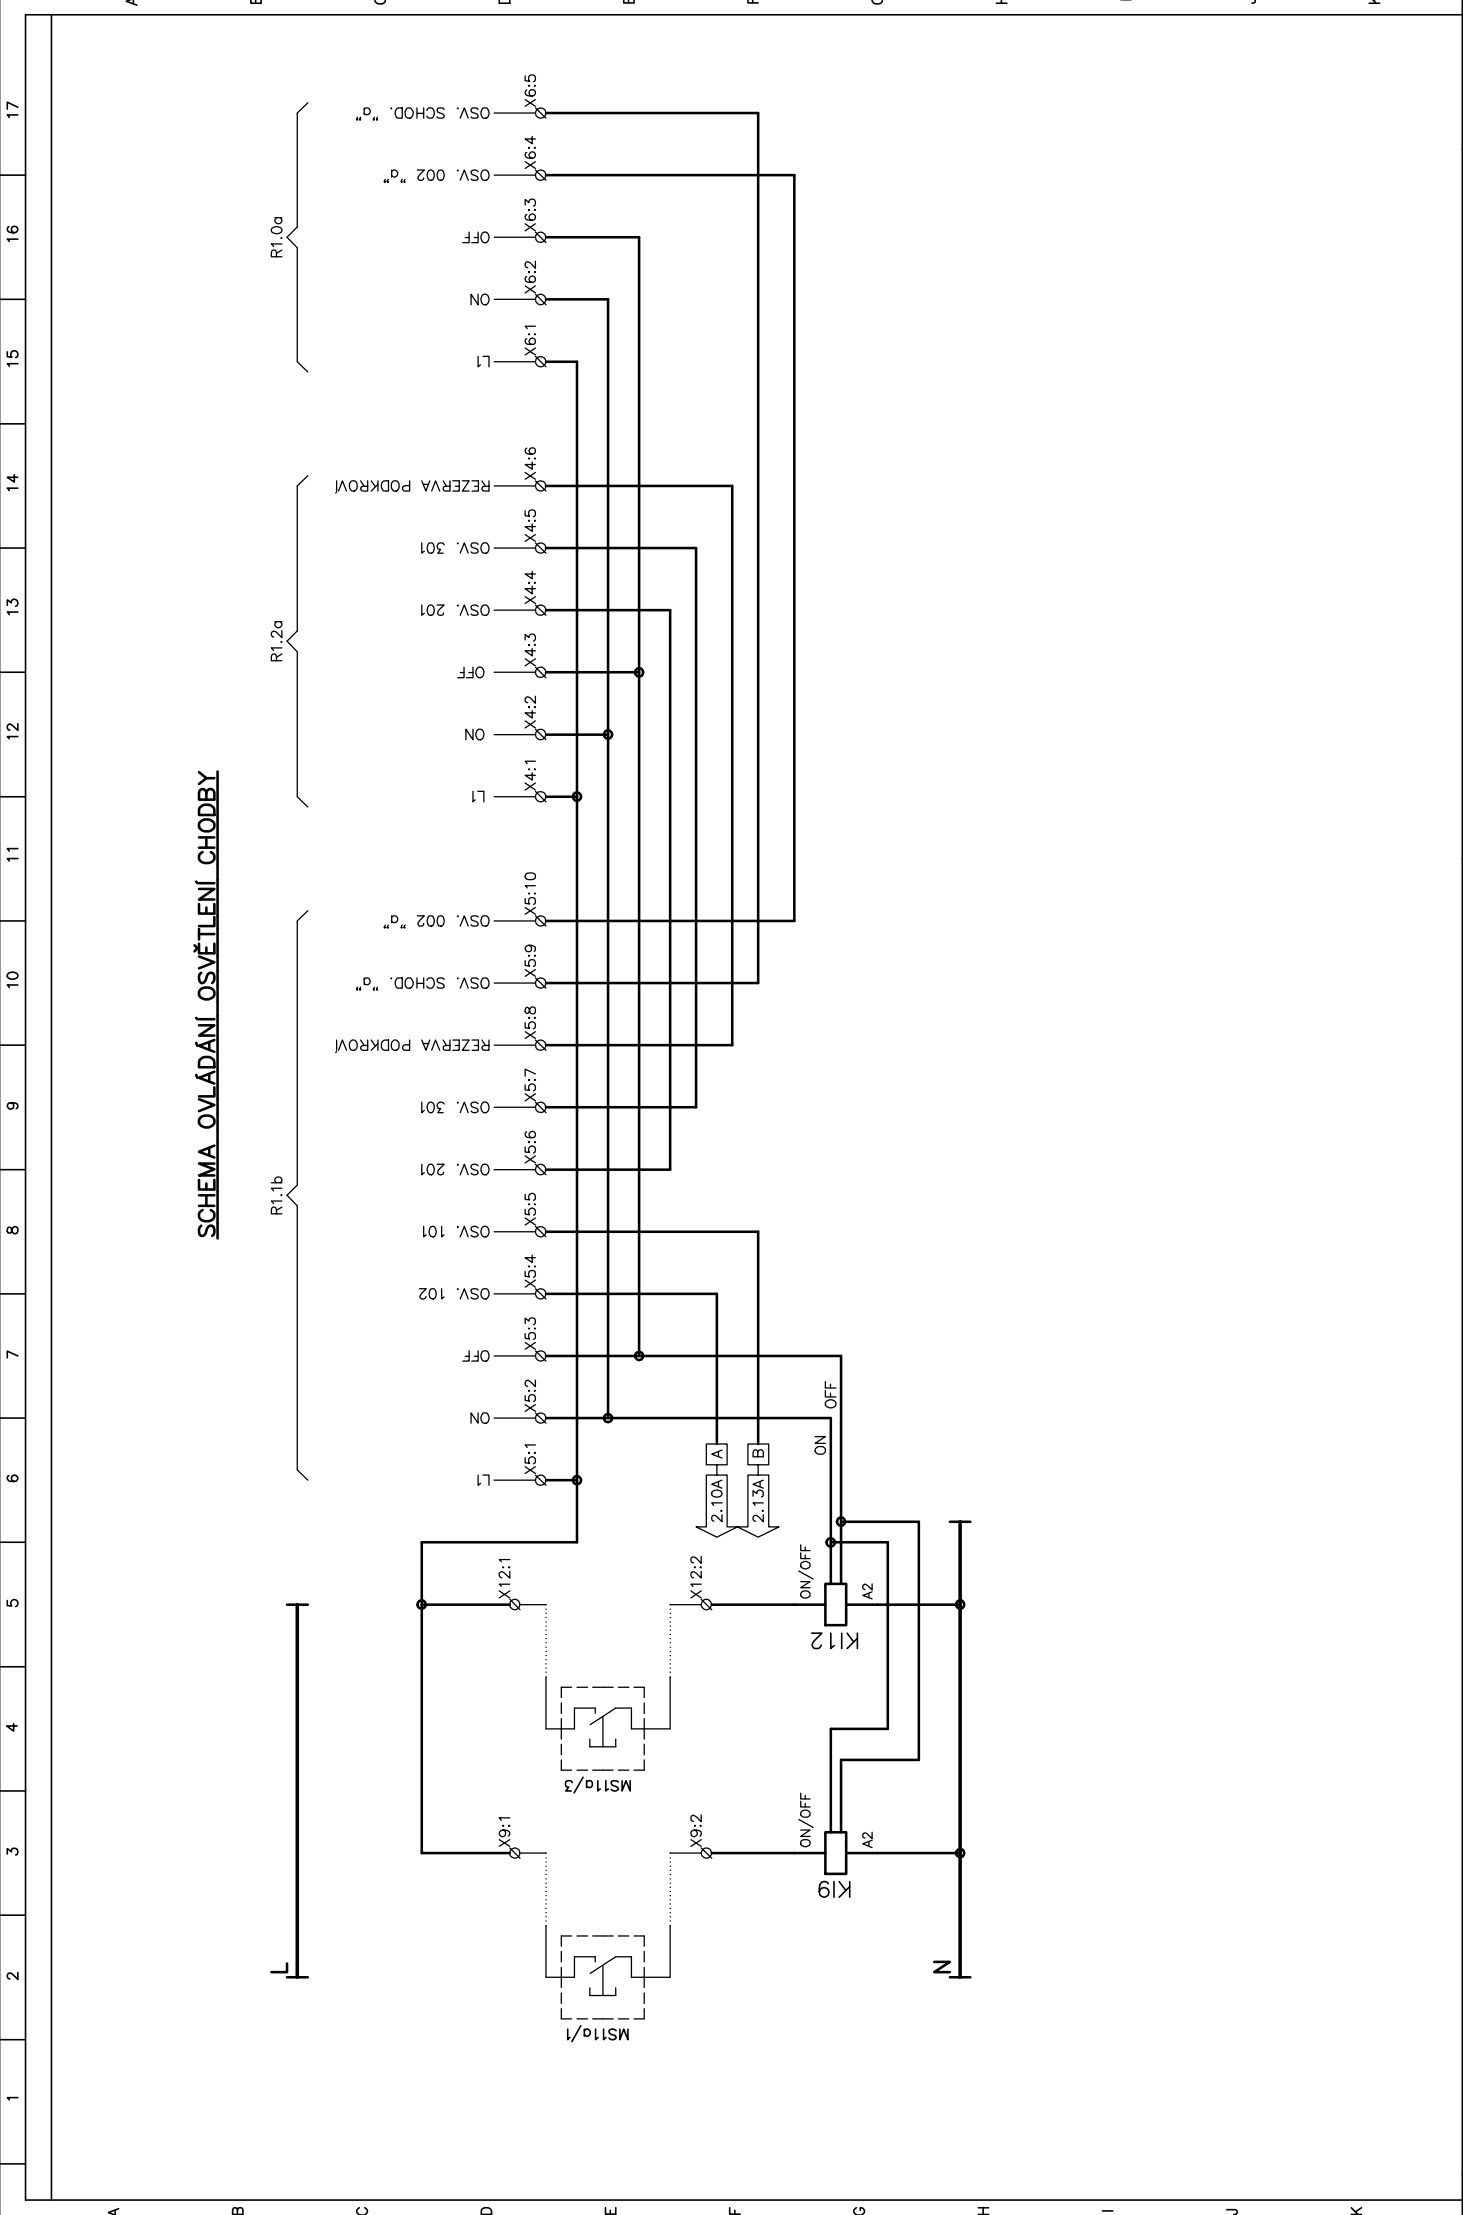 SCHEMA OVLÁDÁNÍ OSVĚTLENÍ CHODBY
1 2 3 4 5 6 7 8 9 10 11 12 13 14 15 16 17
R1.1b
R1.2a
R1.0a
L1
ON
OFF
OSV. 102
OSV. 101
OSV. 201
OSV. 301
REZERVA PODKROVÍ
OSV. SCHOD. "a"
OSV. 002 "a"
L1
ON
OFF
OSV. 201
OSV. 301
REZERVA PODKROVÍ
L1
ON
OFF
OSV. 002 "a"
OSV. SCHOD. "a"
X5:1
X5:2
X5:3
X5:4
X5:5
X5:6
X5:7
X5:8
X5:9
X5:10
X4:1
X4:2
X4:3
X4:4
X4:5
X4:6
X6:1
X6:2
X6:3
X6:4
X6:5
L
X9:1
X12:1
MS11a/1
MS11a/3
X9:2
X12:2
2.10A
A
2.13A
B
ON
OFF
ON/OFF
ON/OFF
KI9
KI12
A2
A2
N
A
B
C
D
E
F
G
H
I
J
K